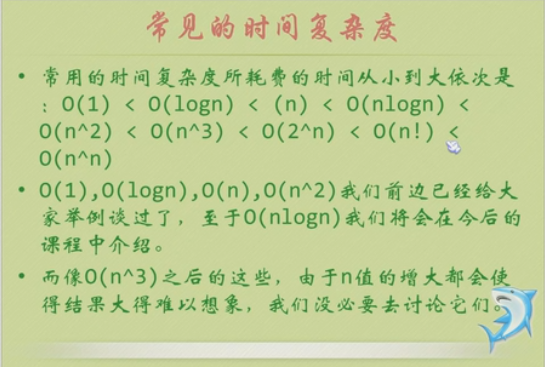 常见的时间复杂度
• 常用的时间复杂度所耗费的时间从小到大依次是
：O(1) < O(logn) < (n) < O(nlogn) <
O(n^2) < O(n^3) < O(2^n) < O(n!) <
O(n^n)
• O(1),O(logn),O(n),O(n^2)我们前边已经给大
家举例谈过了，至于O(nlogn)我们将会在今后的
课程中介绍。
• 而像O(n^3)之后的这些，由于n值的增大都会使
得结果大得难以想象，我们没必要去讨论它们。